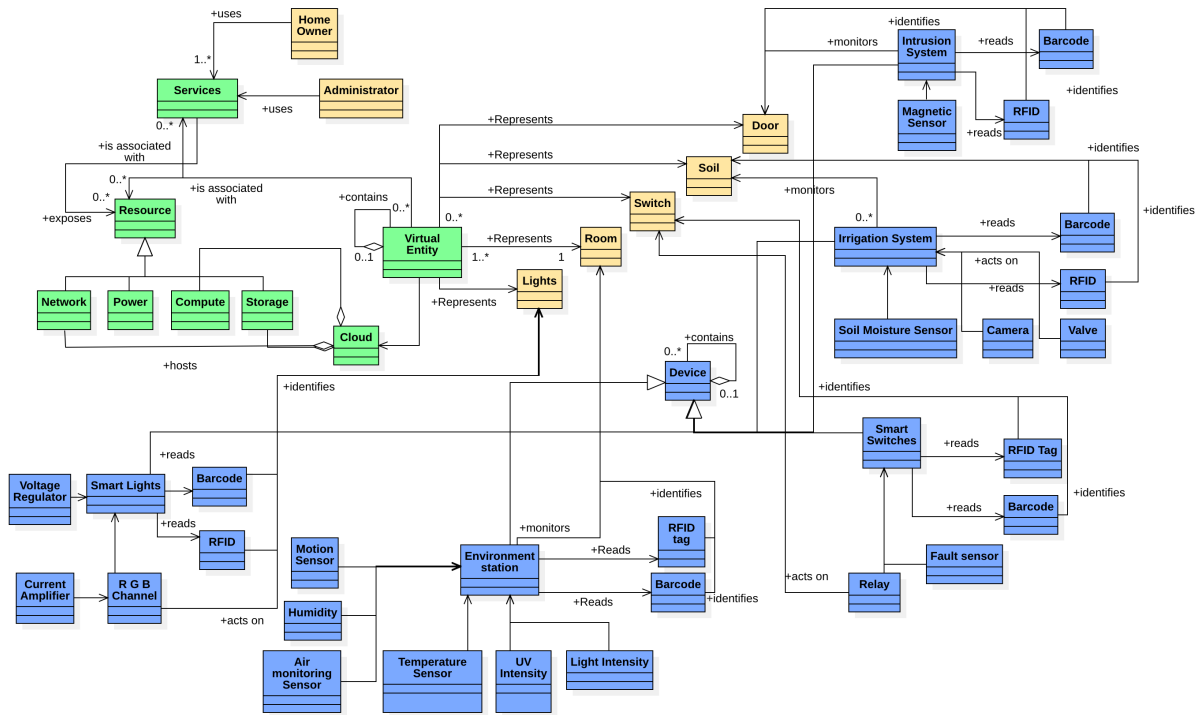 +uses
Home
Owner
1..*
Services
Administrator
+uses
0..*
+is associated
with
0..*
0..*
+exposes
Resource
+is associated
with
+contains
0..*
0..1
Virtual
Entity
0..*
1..*
1
+Represents
+Represents
+Represents
+Represents
+Represents
Door
Soil
Switch
Room
Lights
Network
Power
Compute
Storage
Cloud
+hosts
+identifies
+monitors
Intrusion
System
+reads
Barcode
+identifies
Magnetic
Sensor
+reads
RFID
+identifies
+monitors
0..*
+identifies
Irrigation System
+reads
Barcode
+acts on
+reads
RFID
Soil Moisture Sensor
Camera
Valve
+contains
0..*
Device
0..1
+identifies
+identifies
Smart
Switches
+reads
RFID Tag
+reads
Barcode
+identifies
Fault sensor
Relay
+acts on
+reads
Voltage
Regulator
Smart Lights
Barcode
+reads
RFID
Current
Amplifier
R G B
Channel
+acts on
Motion
Sensor
Humidity
Air
monitoring
Sensor
+monitors
Environment
station
+Reads
RFID
tag
+identifies
+Reads
Barcode
+identifies
Temperature
Sensor
UV
Intensity
Light Intensity